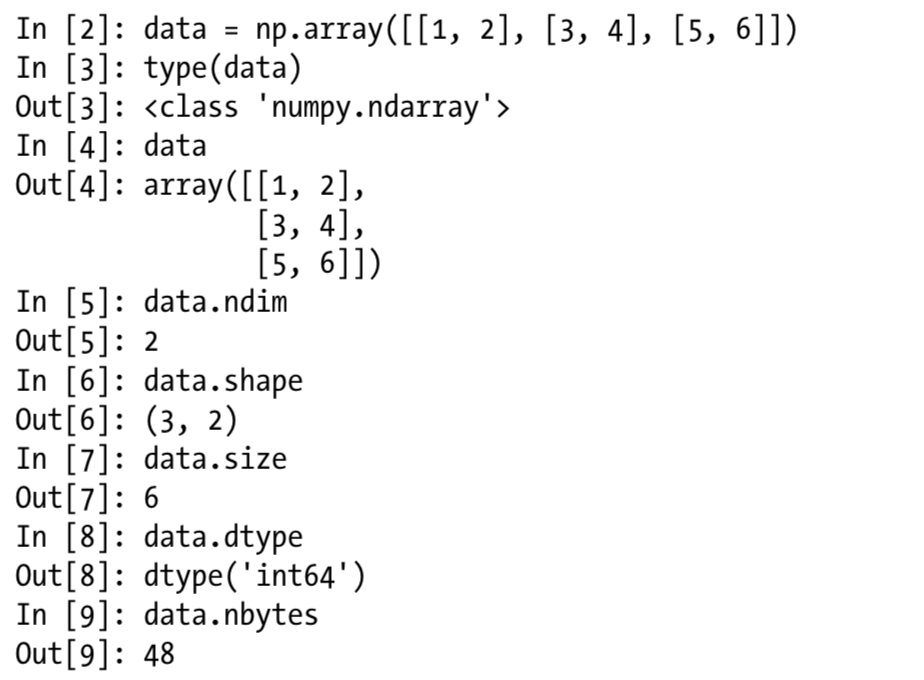 In [2]: data = np.array([[1, 2], [3, 4], [5, 6]])
In [3]: type(data)
Out[3]: <class 'numpy.ndarray'>
In [4]: data
Out[4]: array([[1, 2],
               [3, 4],
               [5, 6]])
In [5]: data.ndim
Out[5]: 2
In [6]: data.shape
Out[6]: (3, 2)
In [7]: data.size
Out[7]: 6
In [8]: data.dtype
Out[8]: dtype('int64')
In [9]: data.nbytes
Out[9]: 48